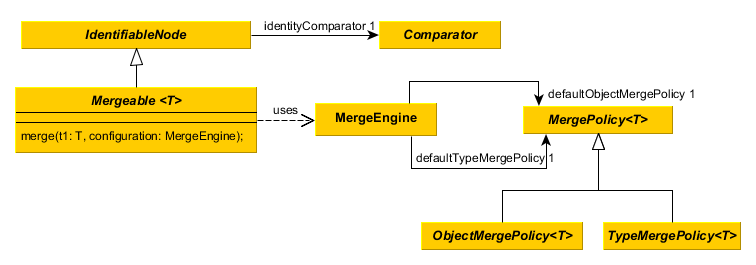 identityComparator 1
IdentifiableNode
Comparator
Mergeable <T>
merge(t1: T, configuration: MergeEngine);
uses
MergeEngine
defaultObjectMergePolicy 1
MergePolicy<T>
defaultTypeMergePolicy 1
ObjectMergePolicy<T>
TypeMergePolicy<T>